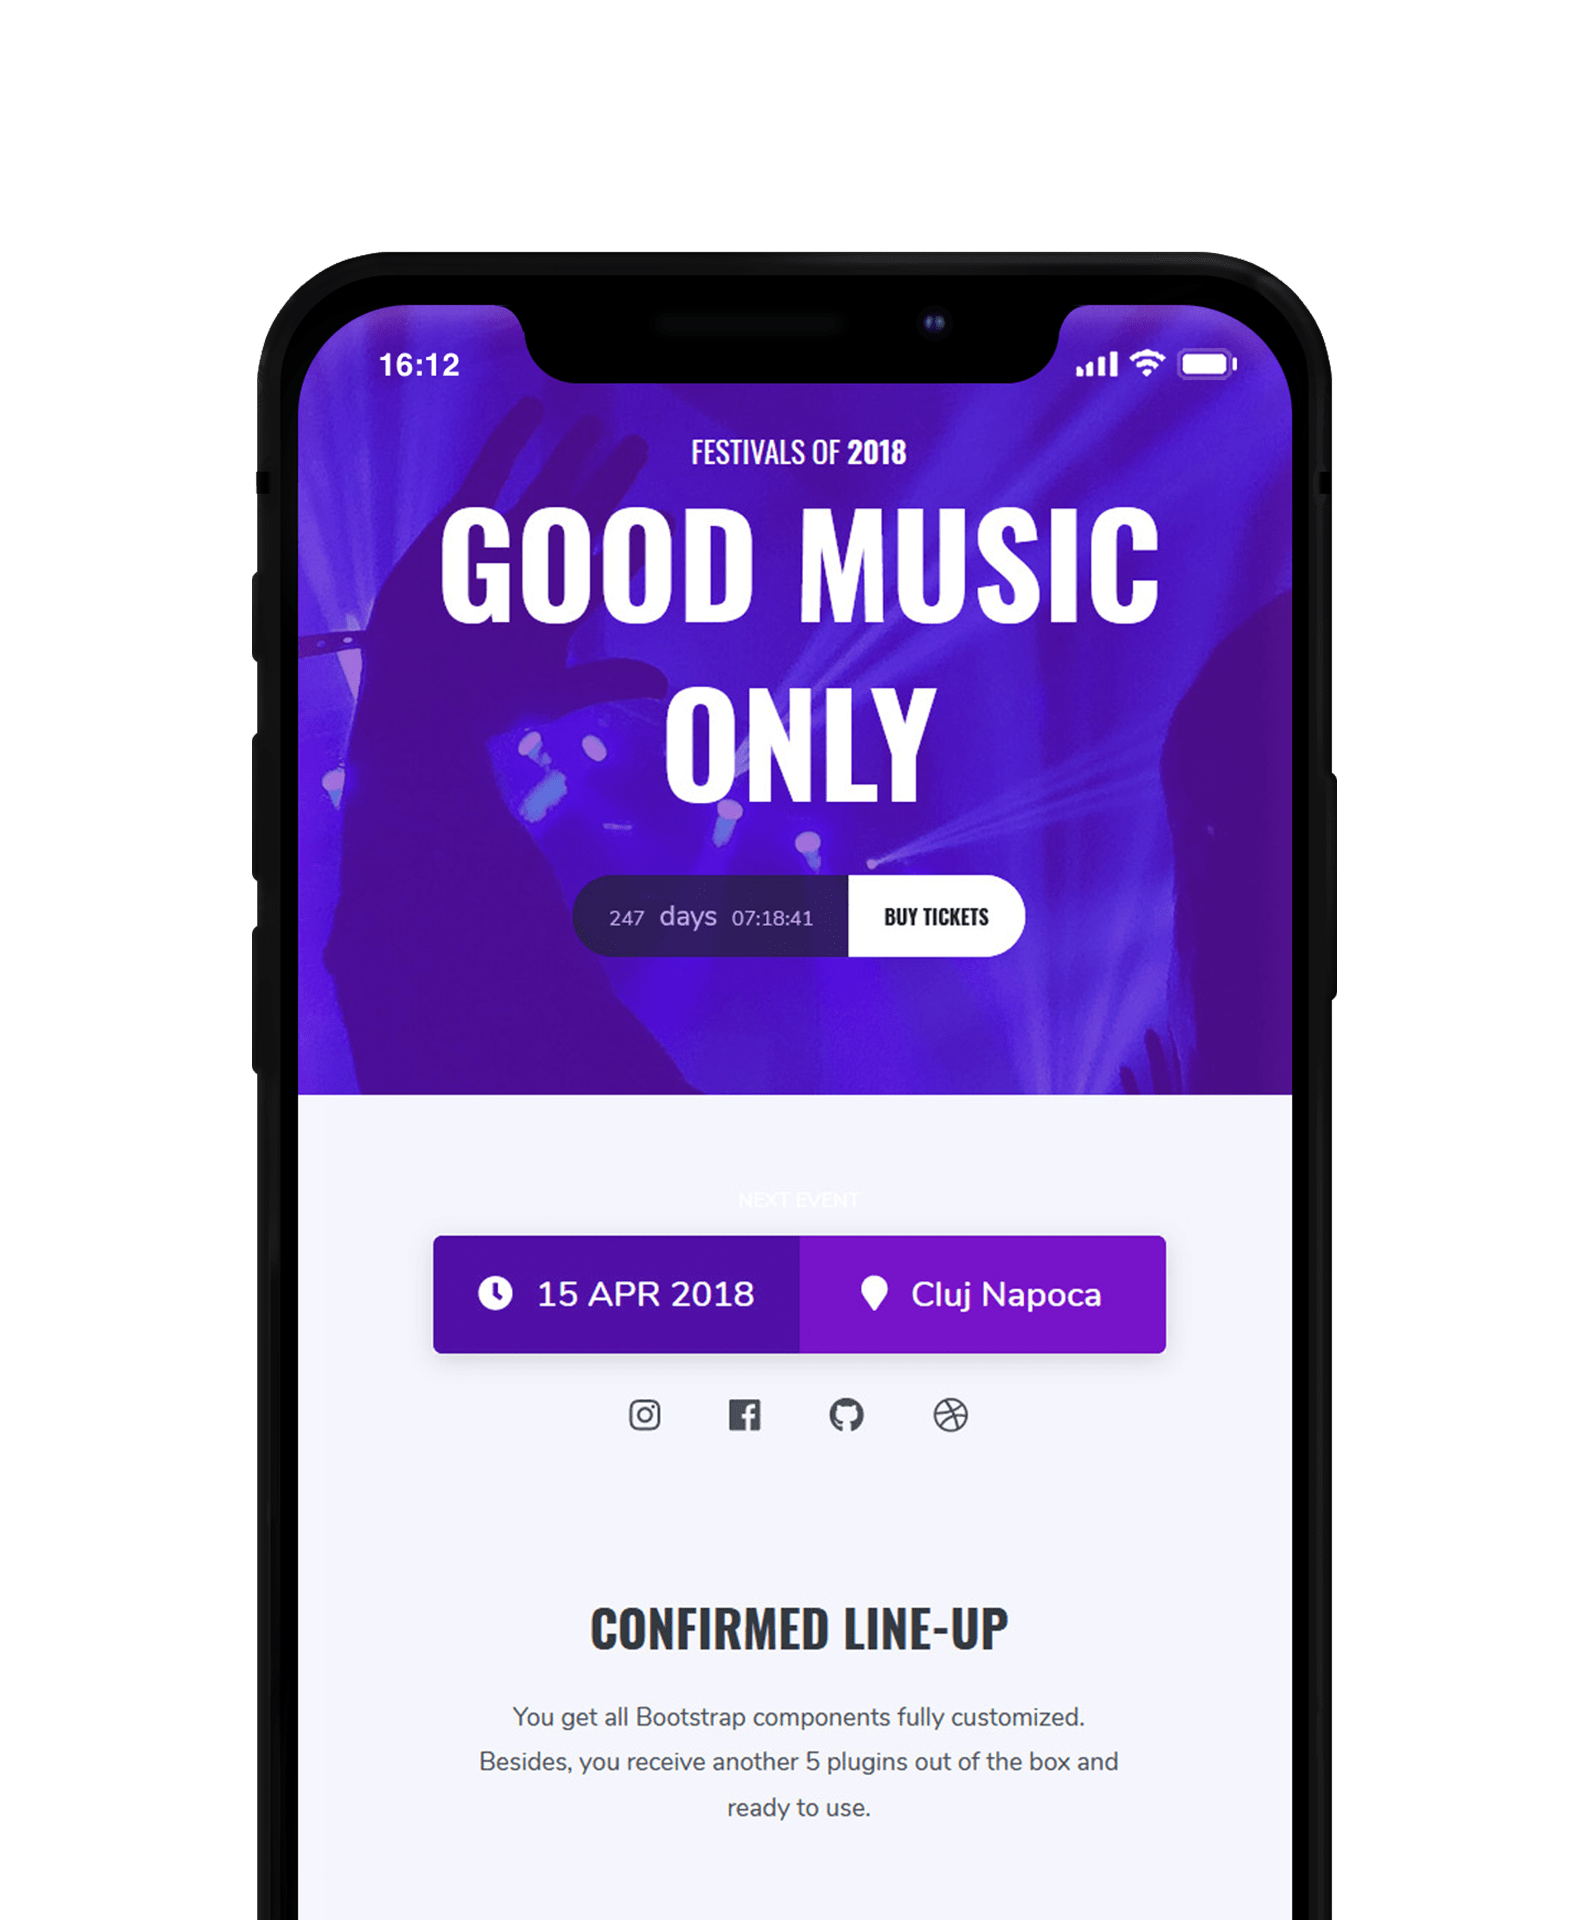 16:12
FESTIVALS OF 2018
GOOD MUSIC
ONLY
247 days 07:18:41
BUY TICKETS
NEXT EVENT
15 APR 2018
Cluj Napoca
CONFIRMED LINE-UP
You get all Bootstrap components fully customized.
Besides, you receive another 5 plugins out of the box and
ready to use.